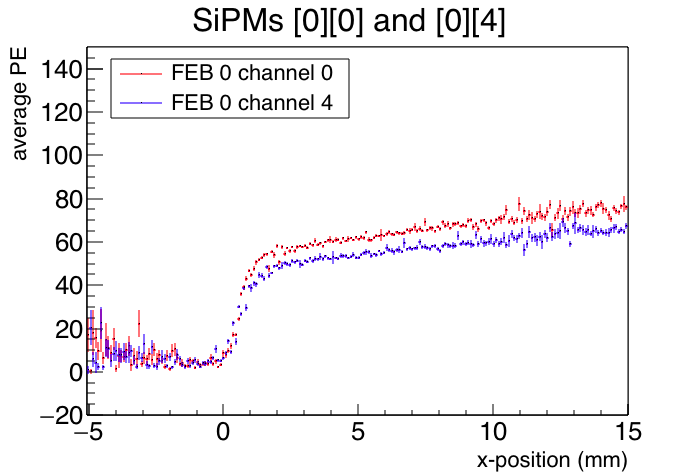 SiPMs [0][0] and [0][4]
average PE
FEB 0 channel 0
FEB 0 channel 4
140
120
100
80
60
40
20
0
−20
−5
0
5
10
15
x-position (mm)